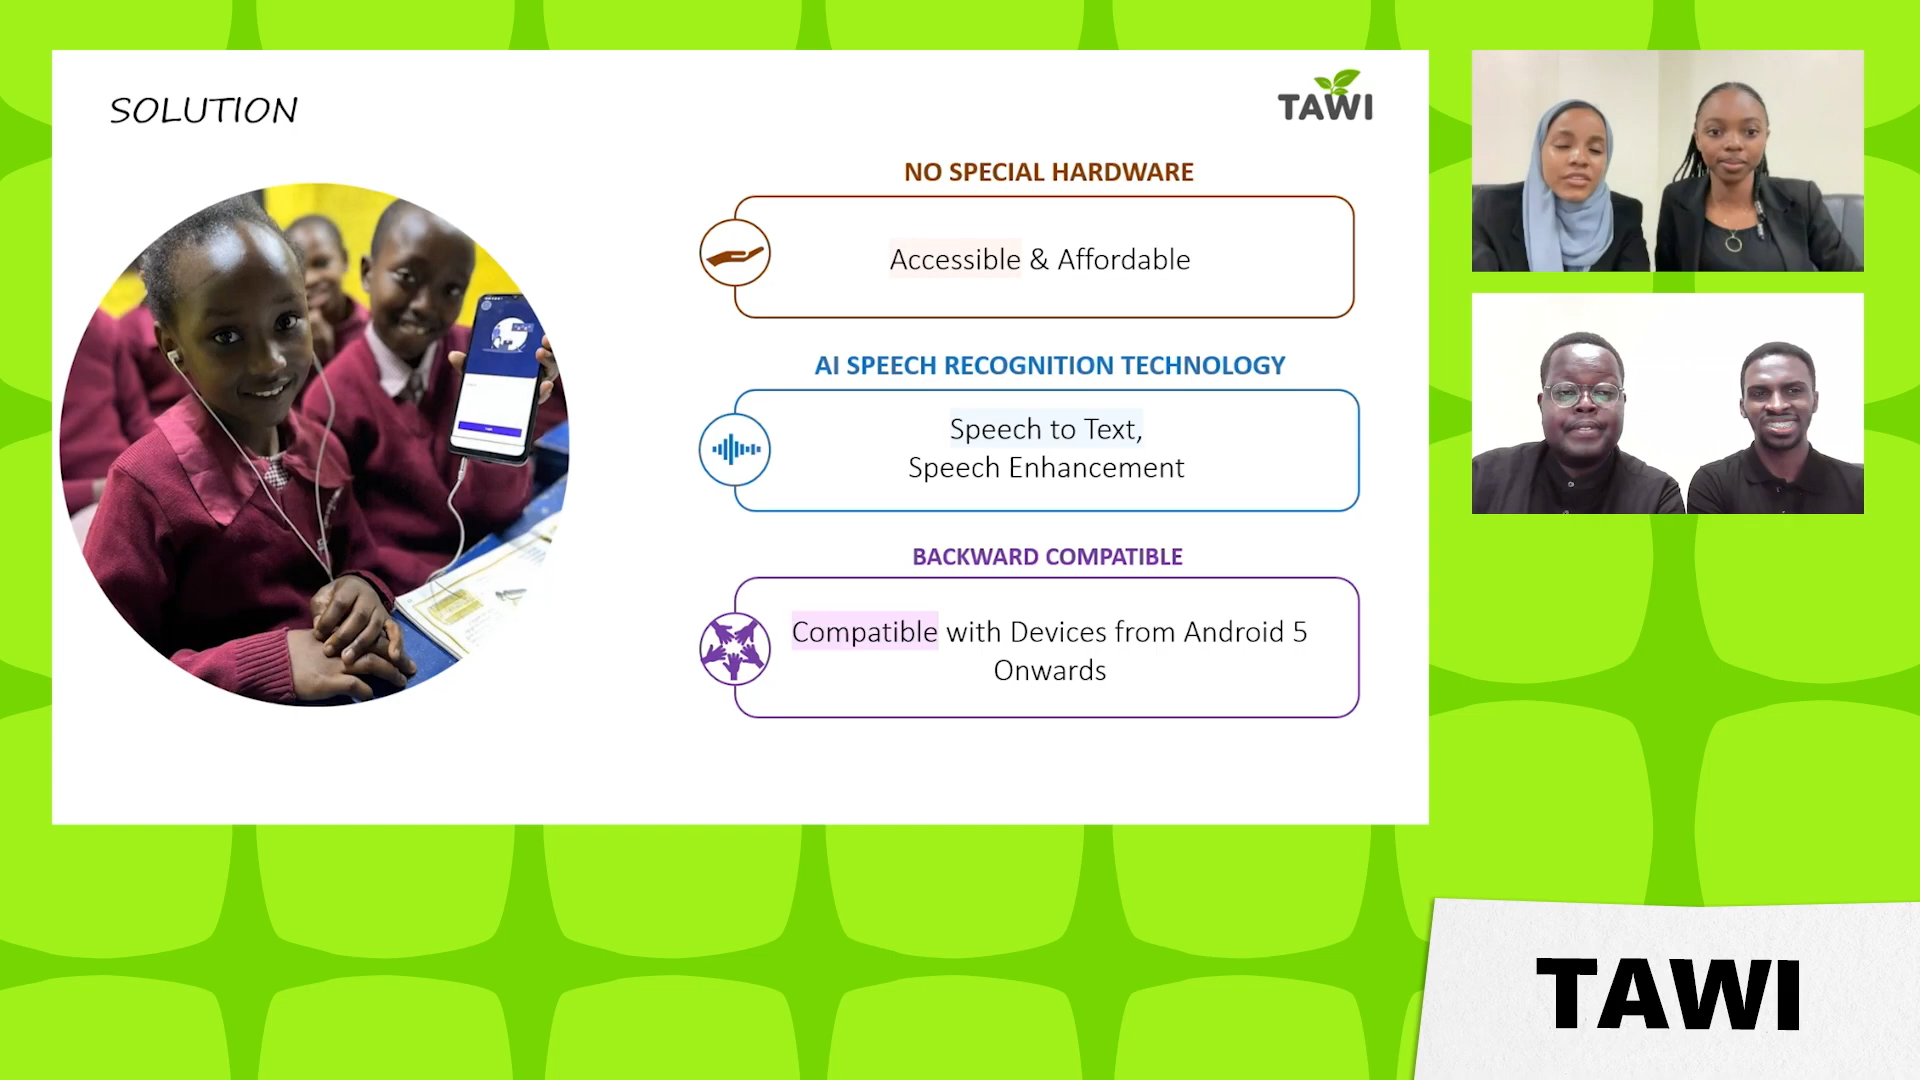 SOLUTION
TAWI
NO SPECIAL HARDWARE
Accessible & Affordable
AI SPEECH RECOGNITION TECHNOLOGY
Speech to Text,
Speech Enhancement
BACKWARD COMPATIBLE
Compatible with Devices from Android 5
Onwards
TAWI